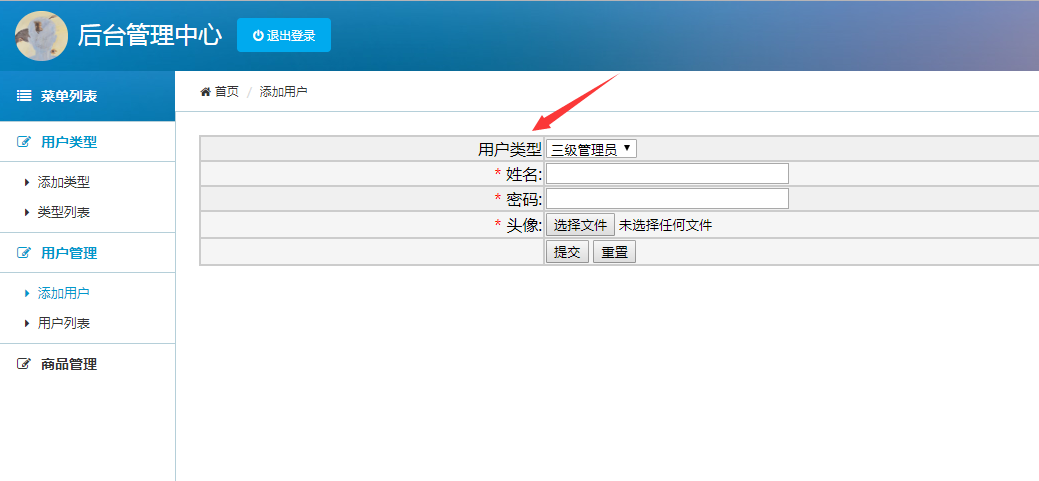 后台管理中心 退出登录
菜单列表
首页 / 添加用户
用户类型
添加类型
类型列表
用户管理
添加用户
用户列表
商品管理
用户类型 三级管理员
* 姓名:
* 密码:
* 头像: 选择文件 未选择任何文件
提交 重置